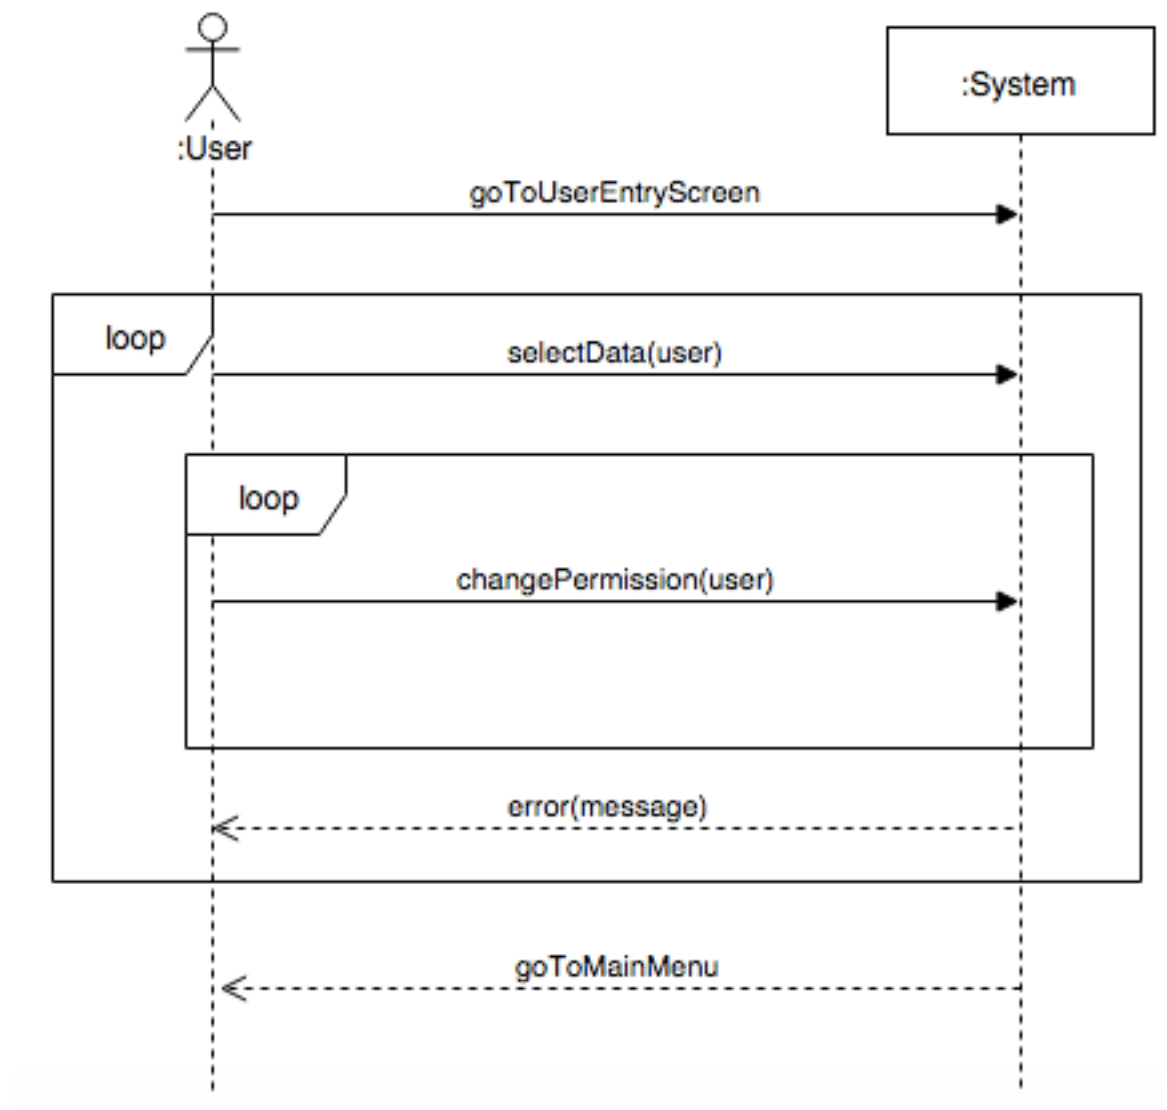 :User
:System
goToUserEntryScreen
loop
selectData(user)
loop
changePermission(user)
error(message)
goToMainMenu